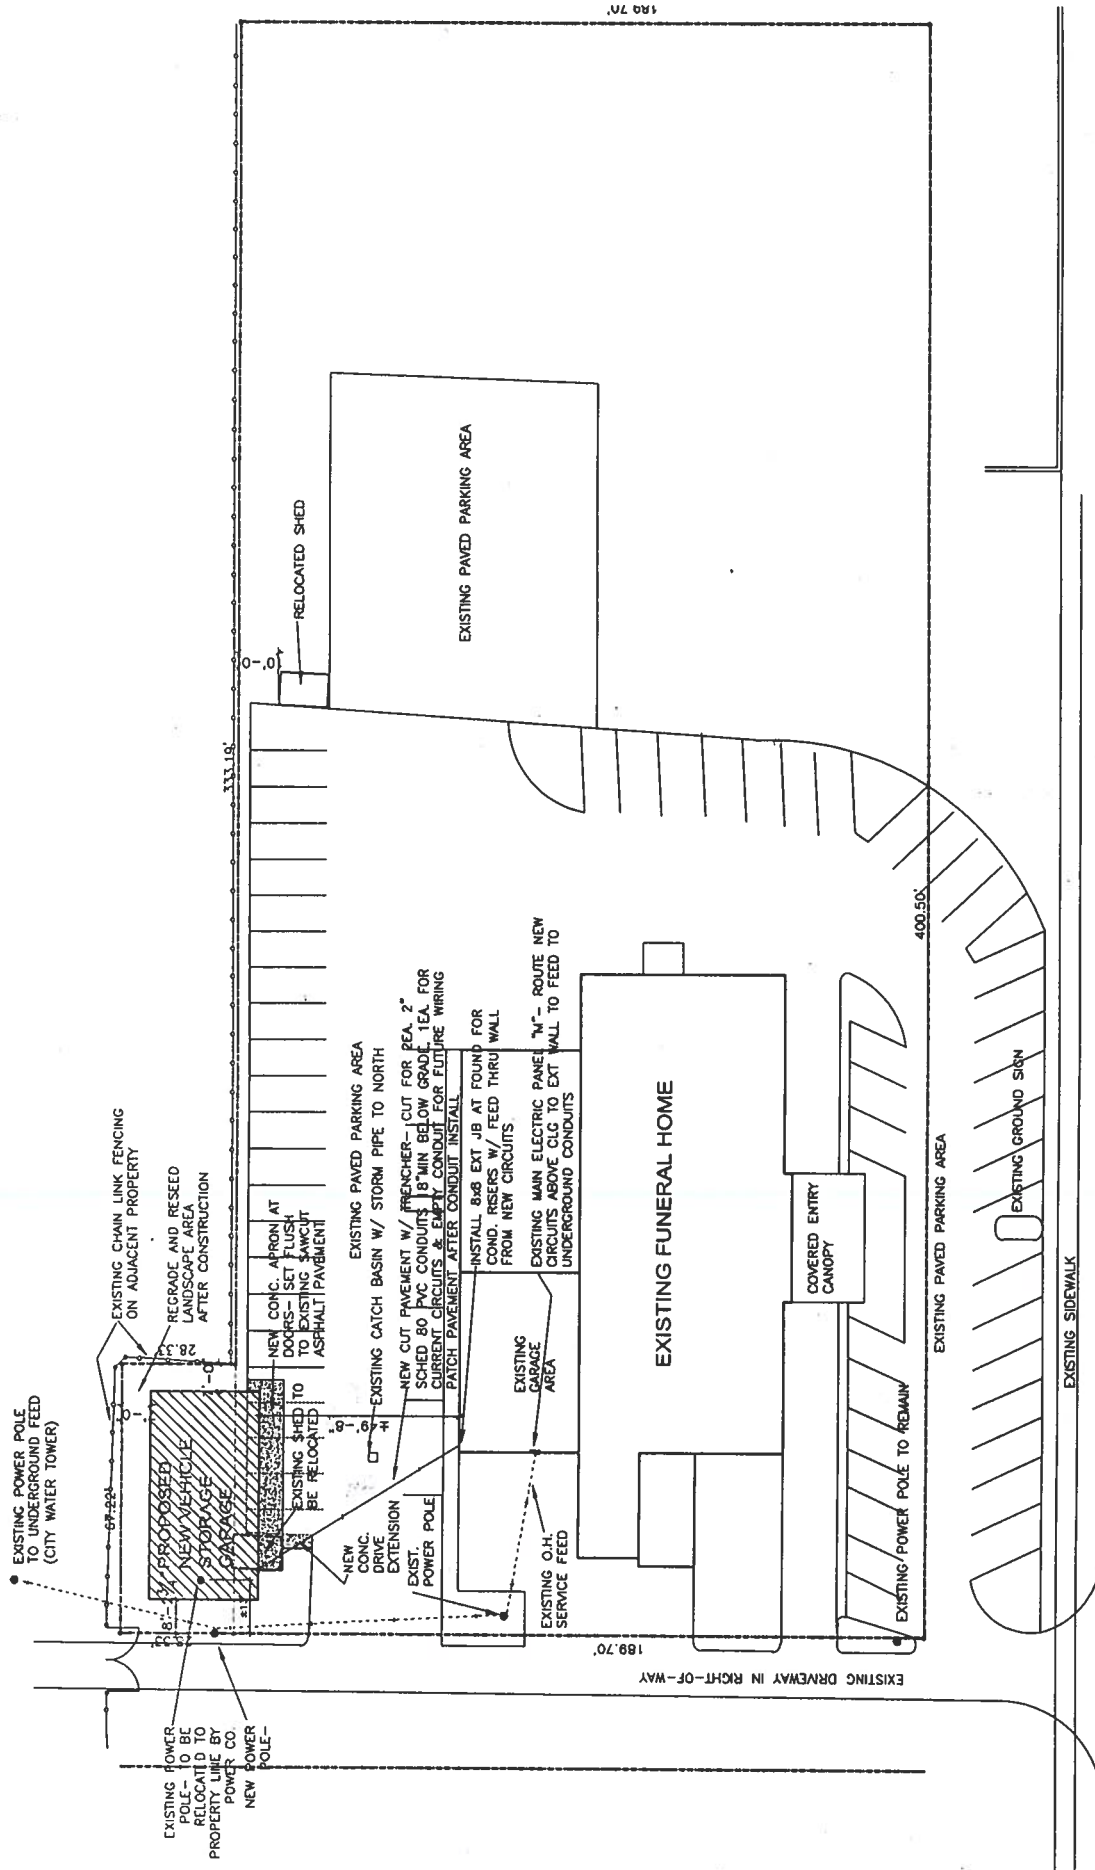 EXISTING POWER POLE
TO UNDERGROUND FEED
(CITY WATER TOWER)
EXISTING CHAIN LINK FENCING
ON ADJACENT PROPERTY
REGRADE AND RESEED
LANDSCAPE AREA
AFTER CONSTRUCTION
67.22'
28.33'
28.33'
PROPOSED
NEW VEHICLE
STORAGE
GARAGE
EXISTING POWER
POLE- TO BE
RELOCATED TO
PROPERTY LINE BY
POWER CO.
NEW POWER
POLE-
NEW CONC. APRON AT
DOORS- SET FLUSH
TO EXISTING SAWCUT
ASPHALT PAVEMENT
EXISTING SHED TO
BE RELOCATED
±49'-8"
333.19'
RELOCATED SHED
189.70'
EXISTING PAVED PARKING AREA
EXISTING PAVED PARKING AREA
EXISTING CATCH BASIN W/ STORM PIPE TO NORTH
NEW CUT PAVEMENT W/ TRENCHER- CUT FOR 2EA. 2"
SCHED 80 PVC CONDUITS 18"MIN BELOW GRADE, 1EA. FOR
CURRENT CIRCUITS & EMPTY CONDUIT FOR FUTURE WIRING
PATCH PAVEMENT AFTER CONDUIT INSTALL
INSTALL 8x8 EXT JB AT FOUND FOR
COND. RISERS W/ FEED THRU WALL
FROM NEW CIRCUITS
EXISTING MAIN ELECTRIC PANEL "M"- ROUTE NEW
CIRCUITS ABOVE CLG TO EXT WALL TO FEED TO
UNDERGROUND CONDUITS
NEW
CONC.
DRIVE
EXTENSION
EXIST.
POWER POLE
EXISTING
GARAGE
AREA
EXISTING O.H.
SERVICE FEED
EXISTING FUNERAL HOME
COVERED ENTRY
CANOPY
189.70'
EXISTING DRIVEWAY IN RIGHT-OF-WAY
EXISTING POWER POLE TO REMAIN
400.50'
EXISTING PAVED PARKING AREA
EXISTING GROUND SIGN
EXISTING SIDEWALK